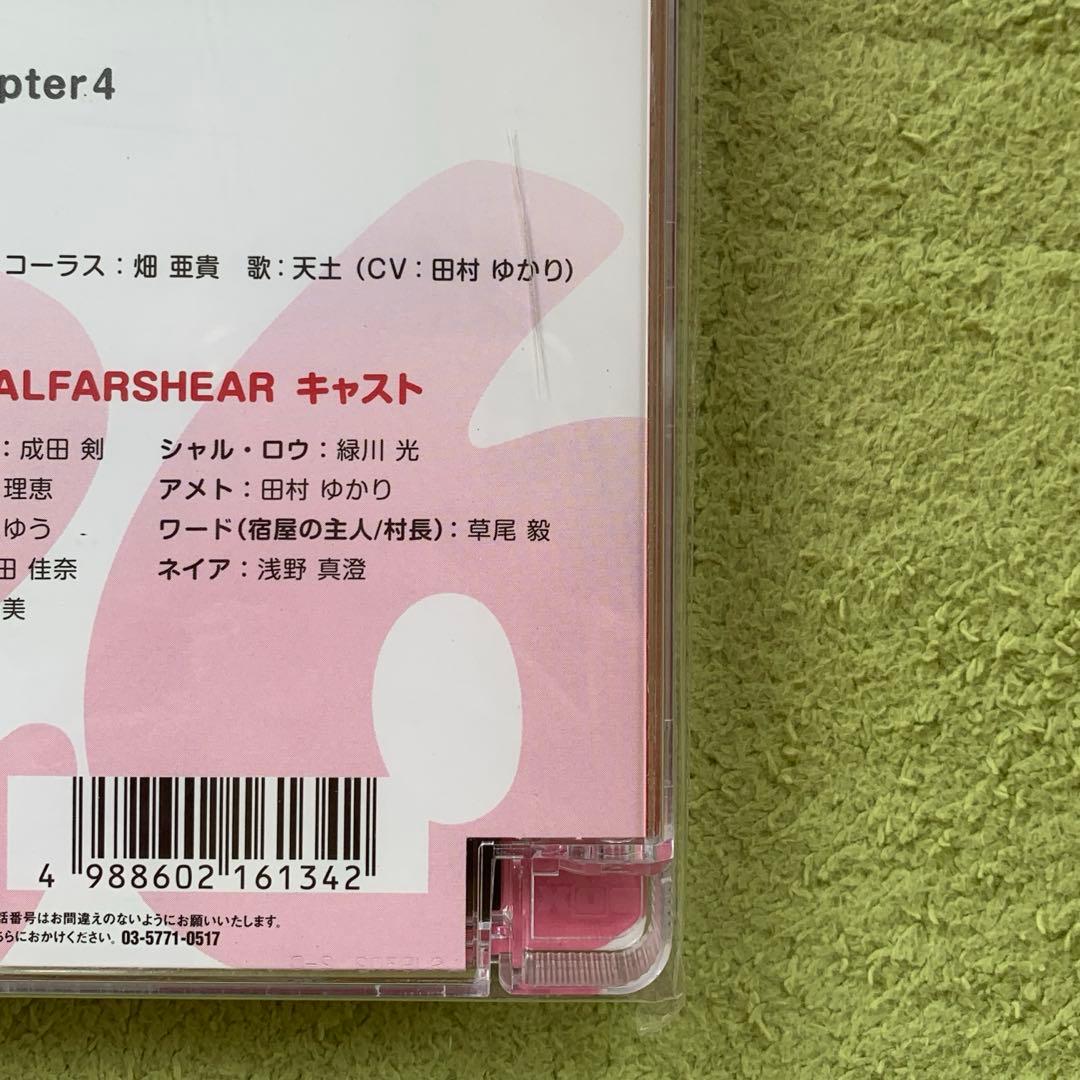 pter.4
コーラス：畑 亜貴 歌：天土 (CV：田村 ゆかり)
ALFARSHEAR キャスト
：成田 剣 シャル・ロウ：緑川 光
理恵 アメト：田村 ゆかり
ゆう ワード(宿屋の主人/村長)：草尾 毅
田 佳奈 ネイア：浅野 真澄
美
4 988602 161342
話番号はお間違えのないようにお願いいたします。
ちらにおかけください。03-5771-0517